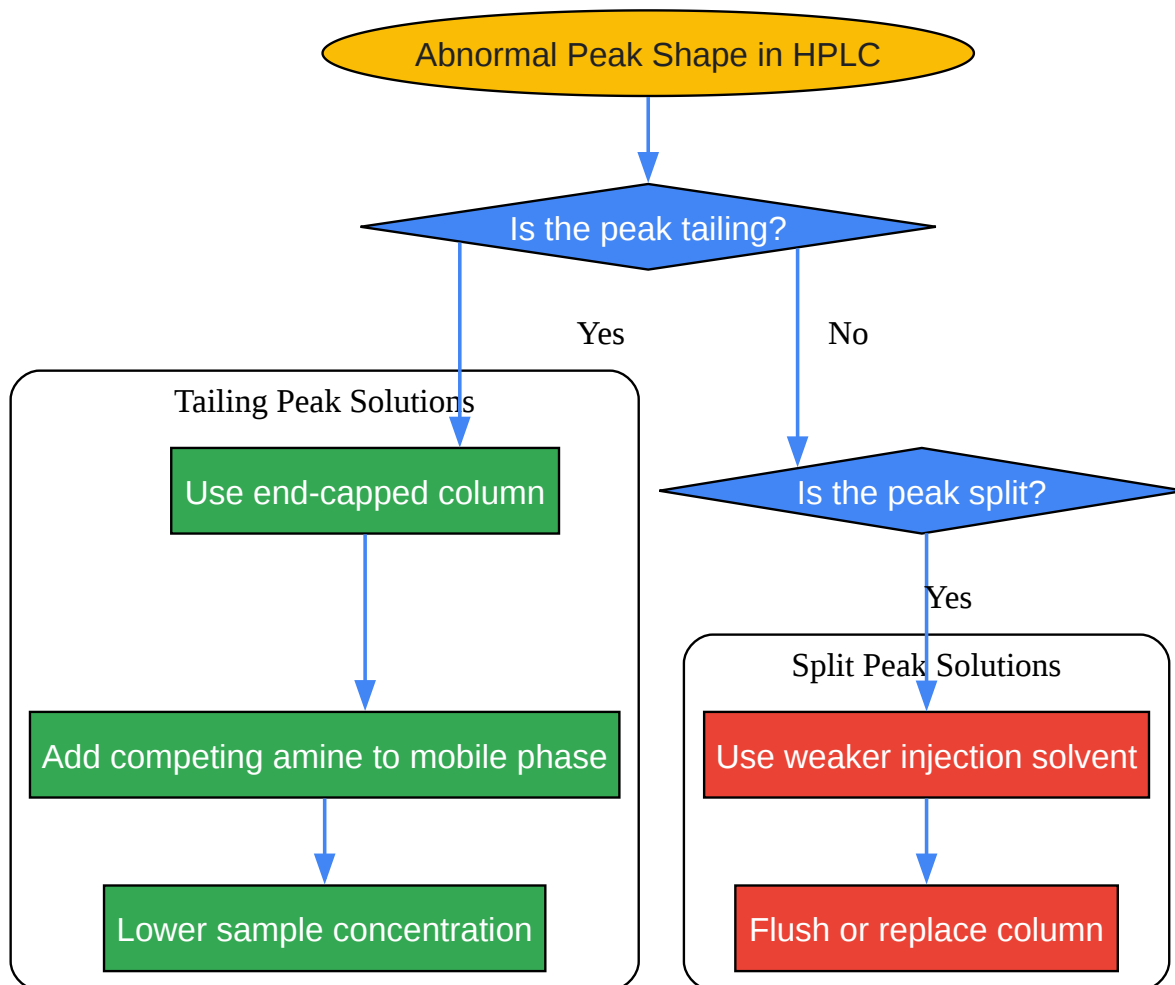 Abnormal Peak Shape in HPLC
Is the peak tailing?
Yes
No
Tailing Peak Solutions
Use end-capped column
Is the peak split?
Yes
Split Peak Solutions
Add competing amine to mobile phase
Use weaker injection solvent
Lower sample concentration
Flush or replace column